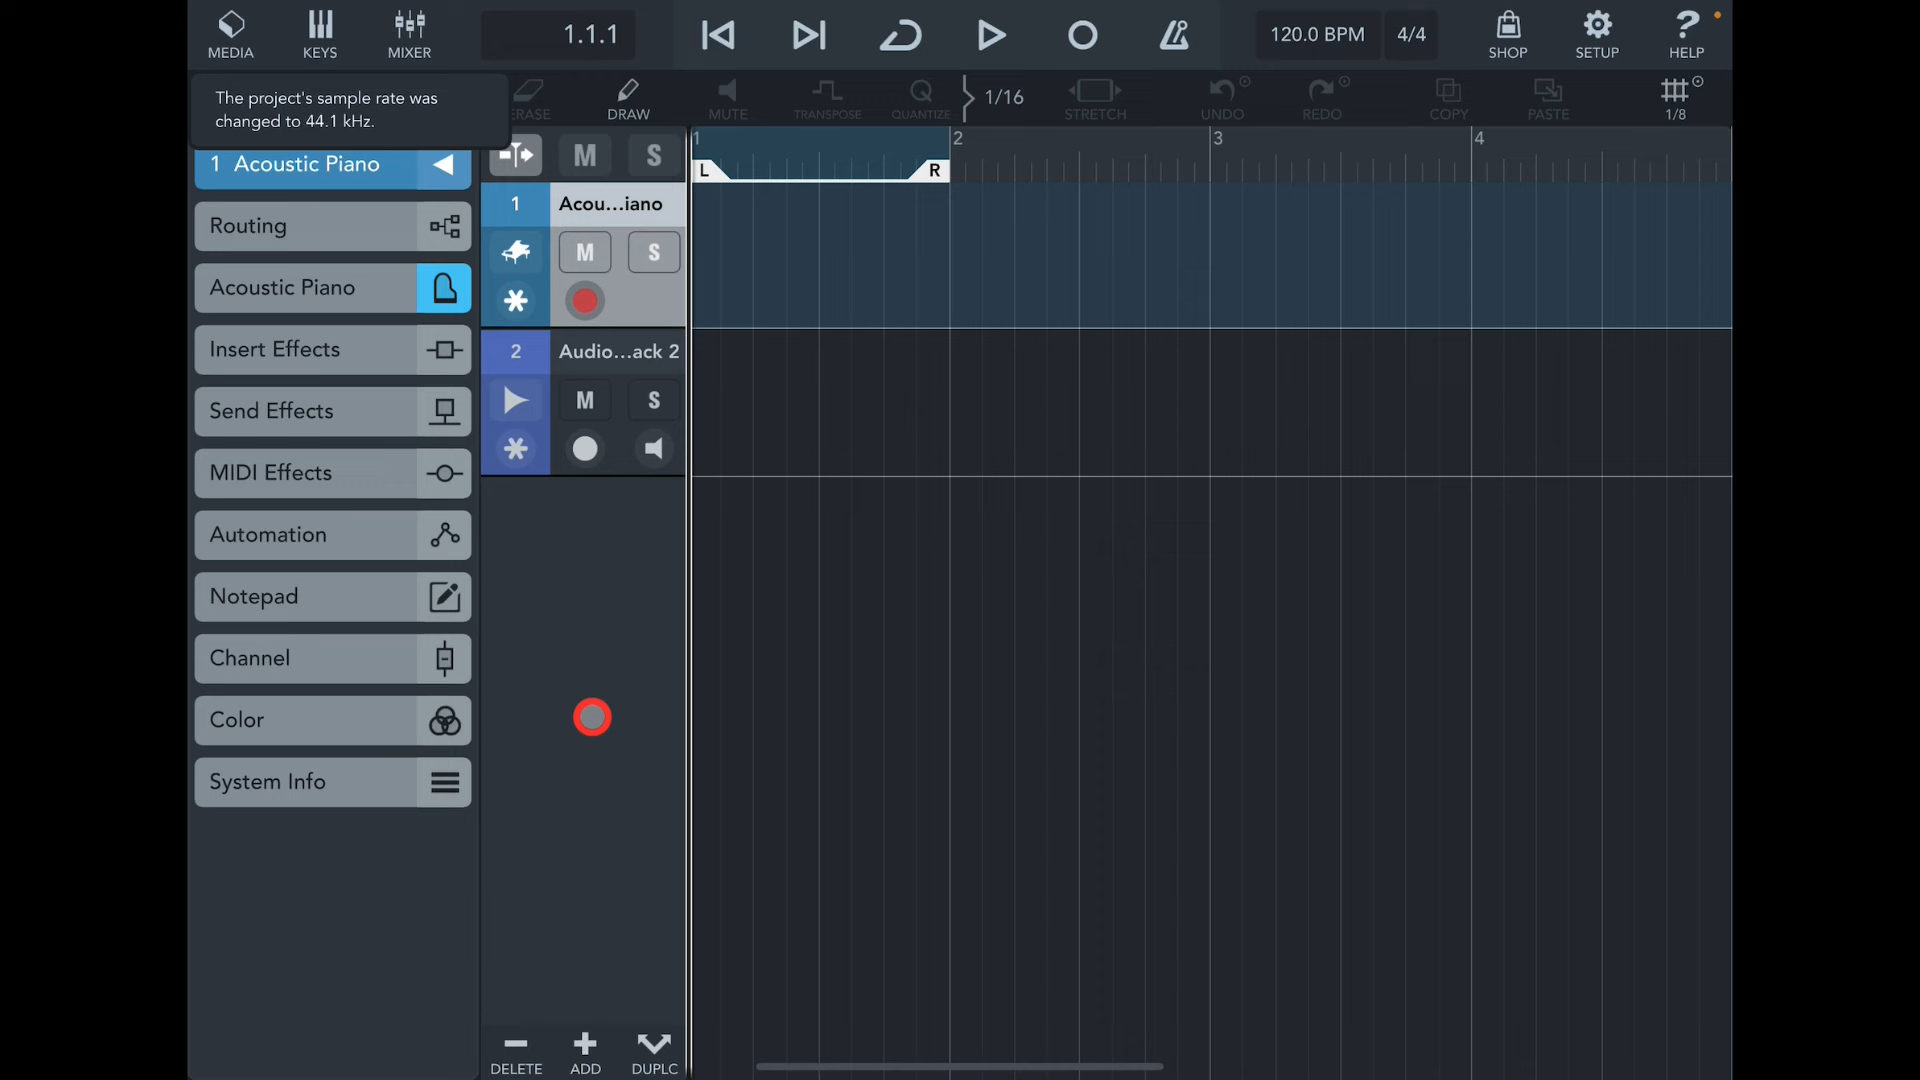 MEDIA
KEYS
MIXER
1.1.1
120.0 BPM
4/4
SHOP
SETUP
HELP
The project's sample rate was
changed to 44.1 kHz.
ERASE
DRAW
MUTE
TRANSPOSE
QUANTIZE
1/16
STRETCH
UNDO
REDO
COPY
PASTE
1/8
1 Acoustic Piano
M
S
1
2
3
4
L
R
Routing
Acoustic Piano
Insert Effects
Send Effects
MIDI Effects
Automation
Notepad
Channel
Color
System Info
1
Acou...iano
M
S
2
Audio...ack 2
M
S
DELETE
ADD
DUPLC